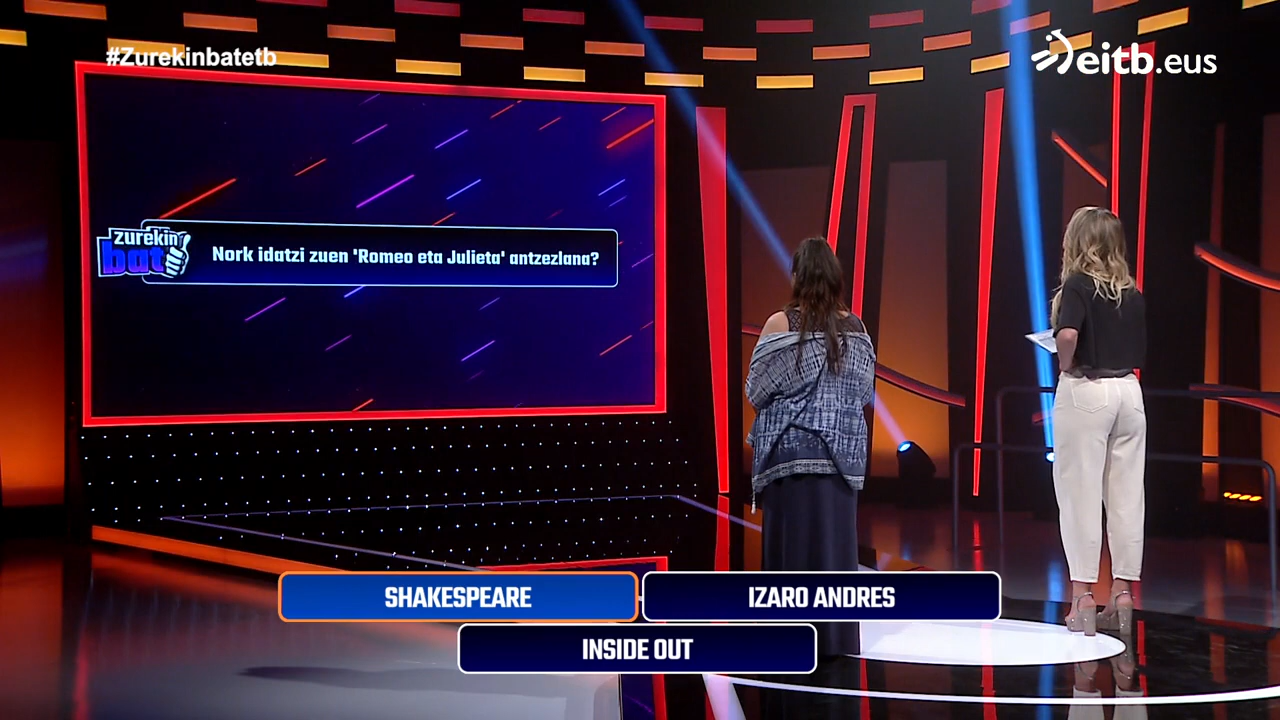 #Zurekinbatetb
eitb.eus
zurekin
bat
Nork idatzi zuen 'Romeo eta Julieta' antzezlana?
SHAKESPEARE
IZARO ANDRES
INSIDE OUT